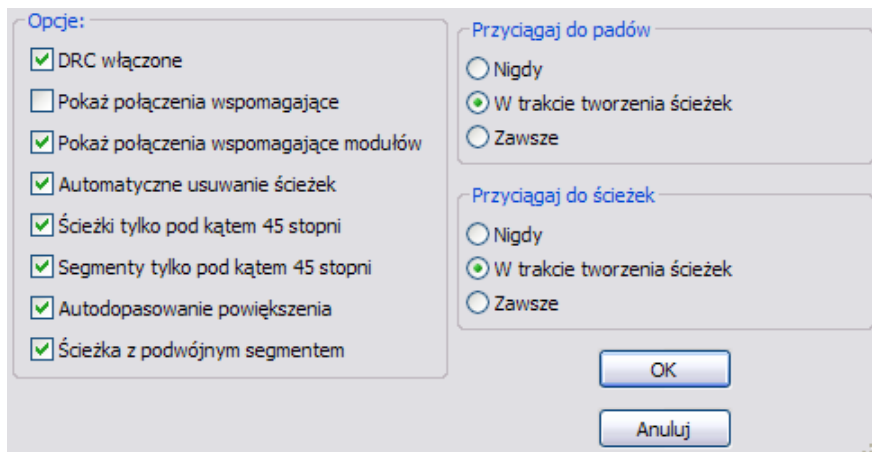 Opcje:
DRC włączone
Pokaż połączenia wspomagające
Pokaż połączenia wspomagające modułów
Automatyczne usuwanie ścieżek
Ścieżki tylko pod kątem 45 stopni
Segmenty tylko pod kątem 45 stopni
Autodopasowanie powiększenia
Ścieżka z podwójnym segmentem
Przyciągaj do padów
Nigdy
W trakcie tworzenia ścieżek
Zawsze
Przyciągaj do ścieżek
Nigdy
W trakcie tworzenia ścieżek
Zawsze
OK
Anuluj